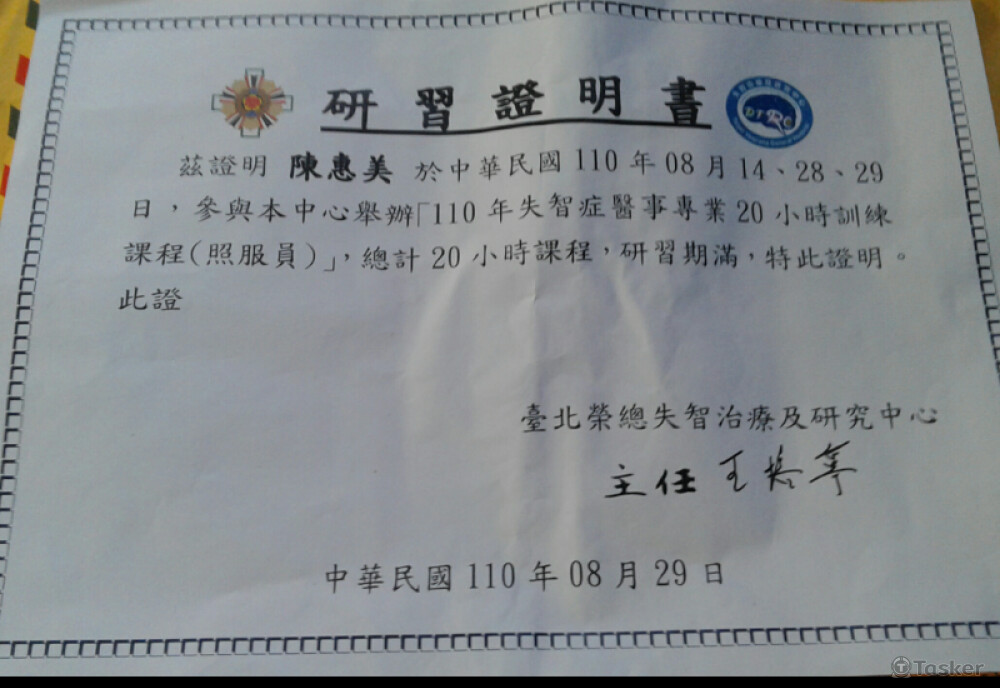 研習證明書
DTRC
茲證明 陳惠美 於中華民國 110 年 08 月 14、28、29
日，參與本中心舉辦「110 年失智症醫事專業 20 小時訓練
課程(照服員)」，總計 20 小時課程，研習期滿，特此證明。
此證
臺北榮總失智治療及研究中心
主任 王培寧
中華民國 110 年 08 月 29 日
Tasker